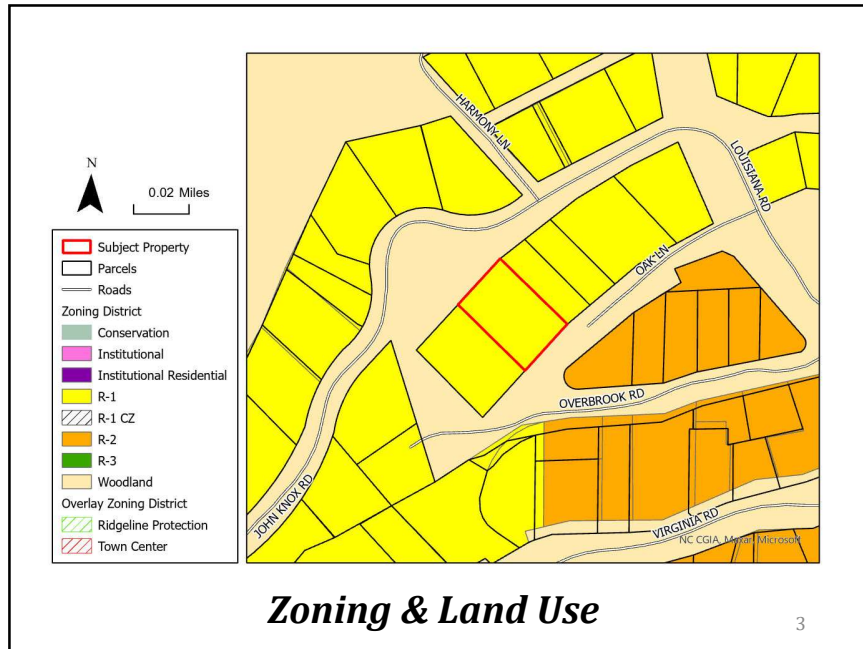 HARMONY LN
LOUISIANA RD
OAK LN
OVERBROOK RD
JOHN KNOX RD
VIRGINIA RD
NC CGIA, Maxar, Microsoft
N
0.02 Miles
Subject Property
Parcels
Roads
Zoning District
Conservation
Institutional
Institutional Residential
R-1
R-1 CZ
R-2
R-3
Woodland
Overlay Zoning District
Ridgeline Protection
Town Center
Zoning & Land Use
3